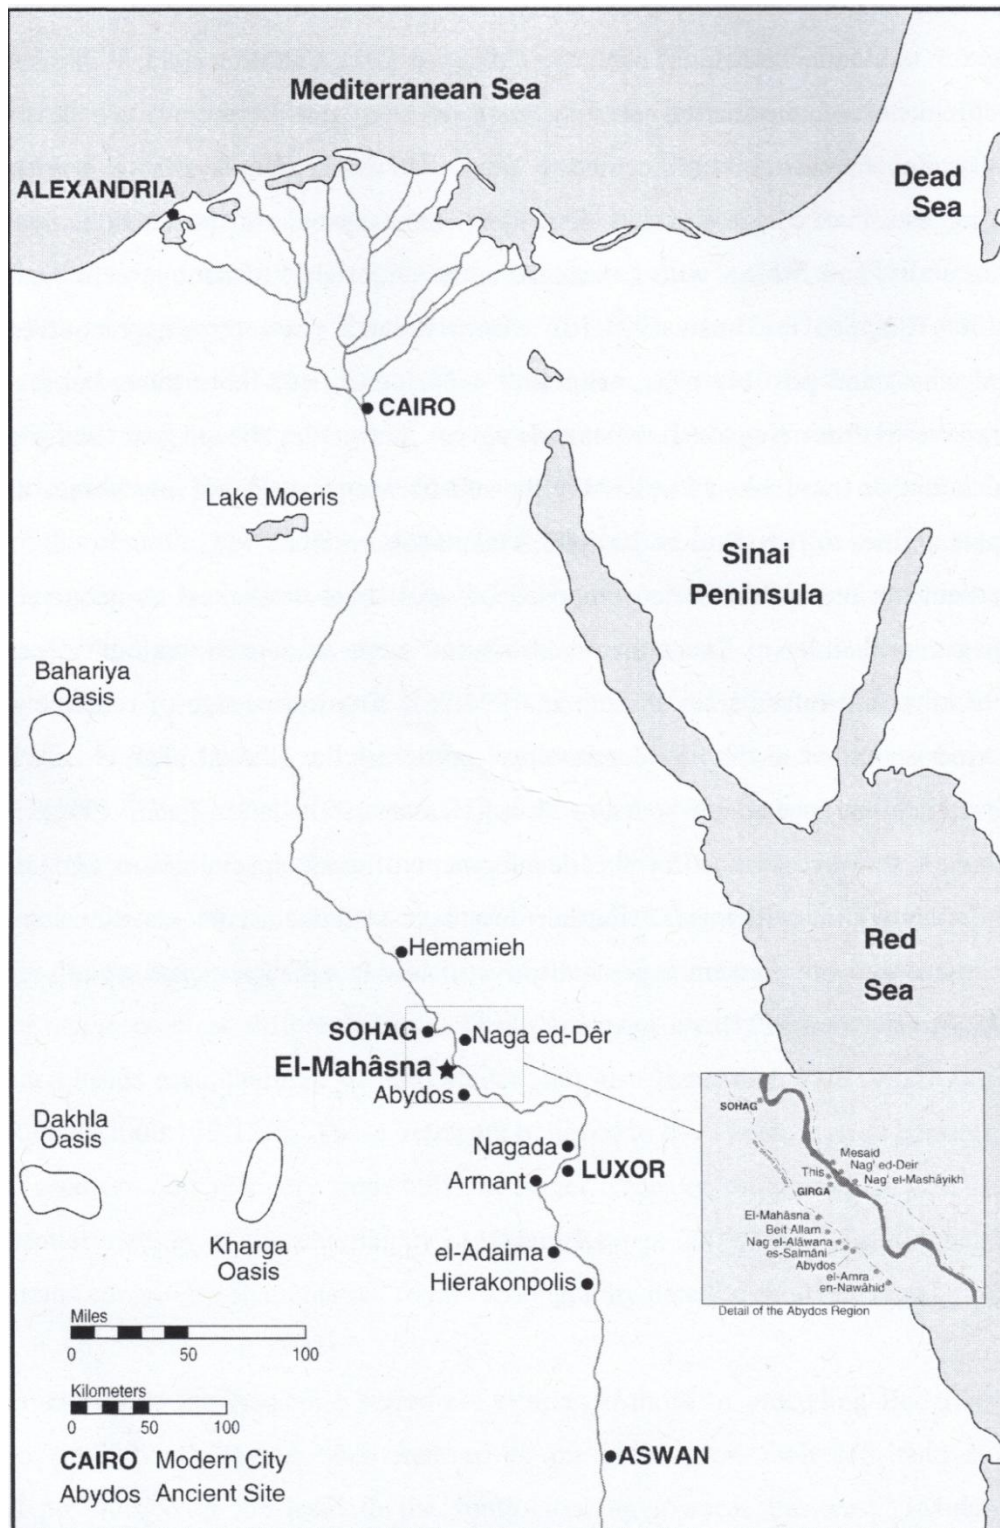 Mediterranean Sea
ALEXANDRIA
Dead
Sea
CAIRO
Lake Moeris
Sinai
Peninsula
Bahariya
Oasis
Hemamieh
Red
Sea
SOHAG
Naga ed-Dêr
El-Mahâsna
Abydos
Dakhla
Oasis
Nagada
LUXOR
Armant
Kharga
Oasis
el-Adaima
Hierakonpolis
SOHAG
Mesaid
Nag' ed-Deir
This
Nag' el-Mashâyikh
GIRGA
El-Mahâsna
Beit Allam
Nag el-Alâwana
es-Salmâni
Abydos
el-Amra
en-Nawâhid
Detail of the Abydos Region
Miles
0 50 100
Kilometers
0 50 100
ASWAN
CAIRO Modern City
Abydos Ancient Site